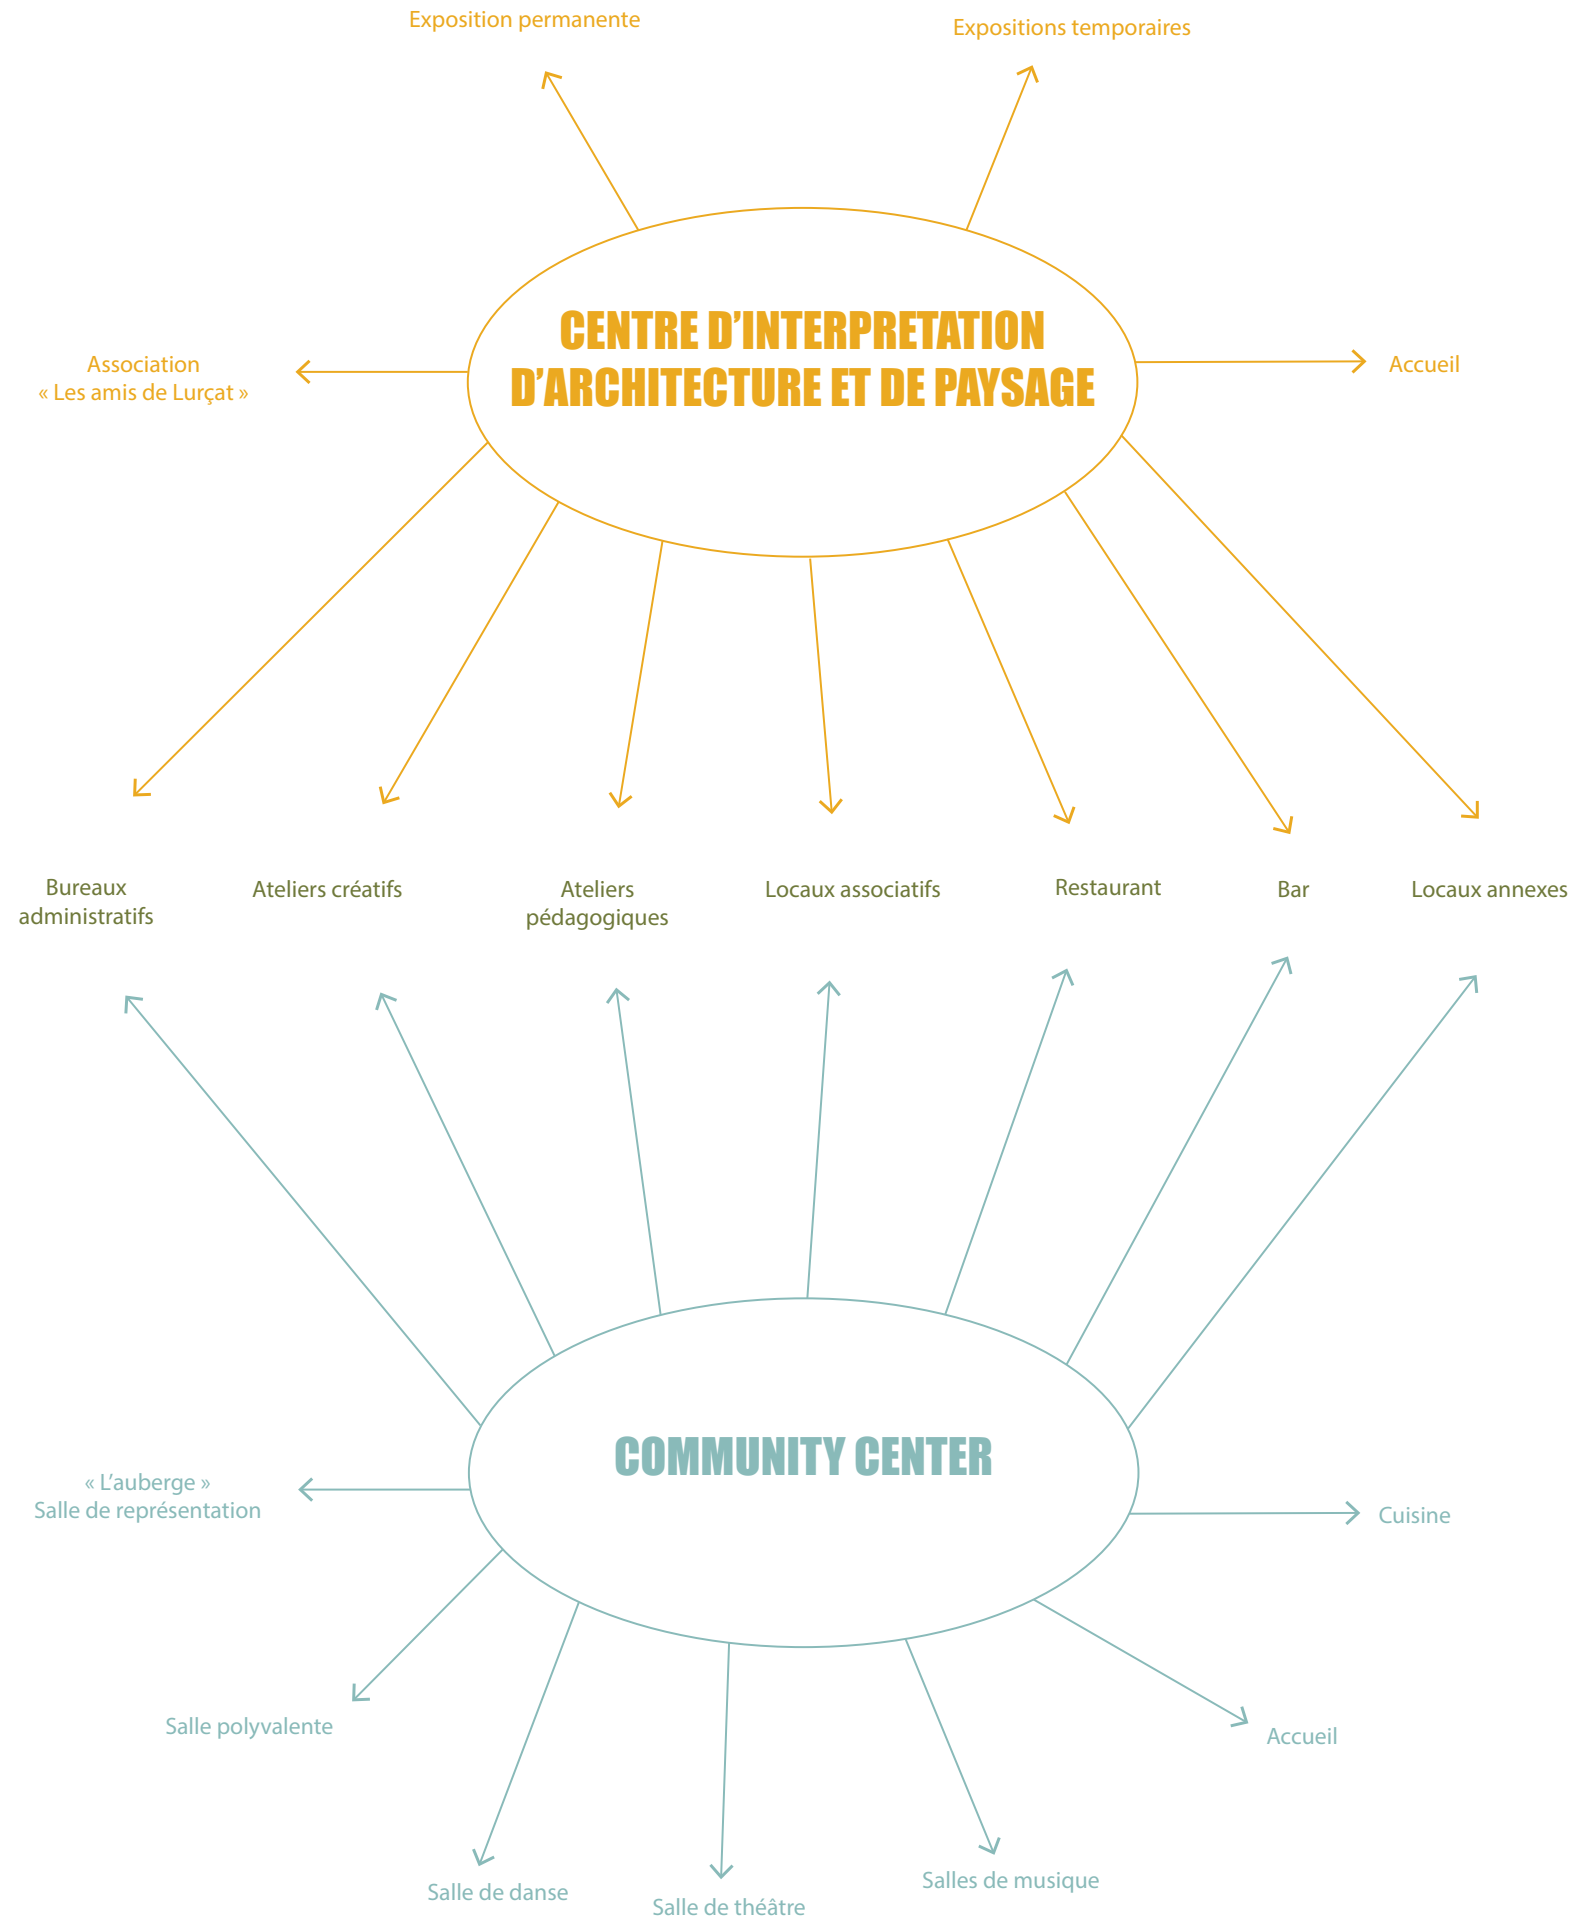 Exposition permanente
Expositions temporaires
CENTRE D'INTERPRETATION
D'ARCHITECTURE ET DE PAYSAGE
Association
« Les amis de Lurçat »
Accueil
Bureaux
administratifs
Ateliers créatifs
Ateliers
pédagogiques
Locaux associatifs
Restaurant
Bar
Locaux annexes
COMMUNITY CENTER
« L'auberge »
Salle de représentation
Cuisine
Salle polyvalente
Accueil
Salle de danse
Salle de théâtre
Salles de musique